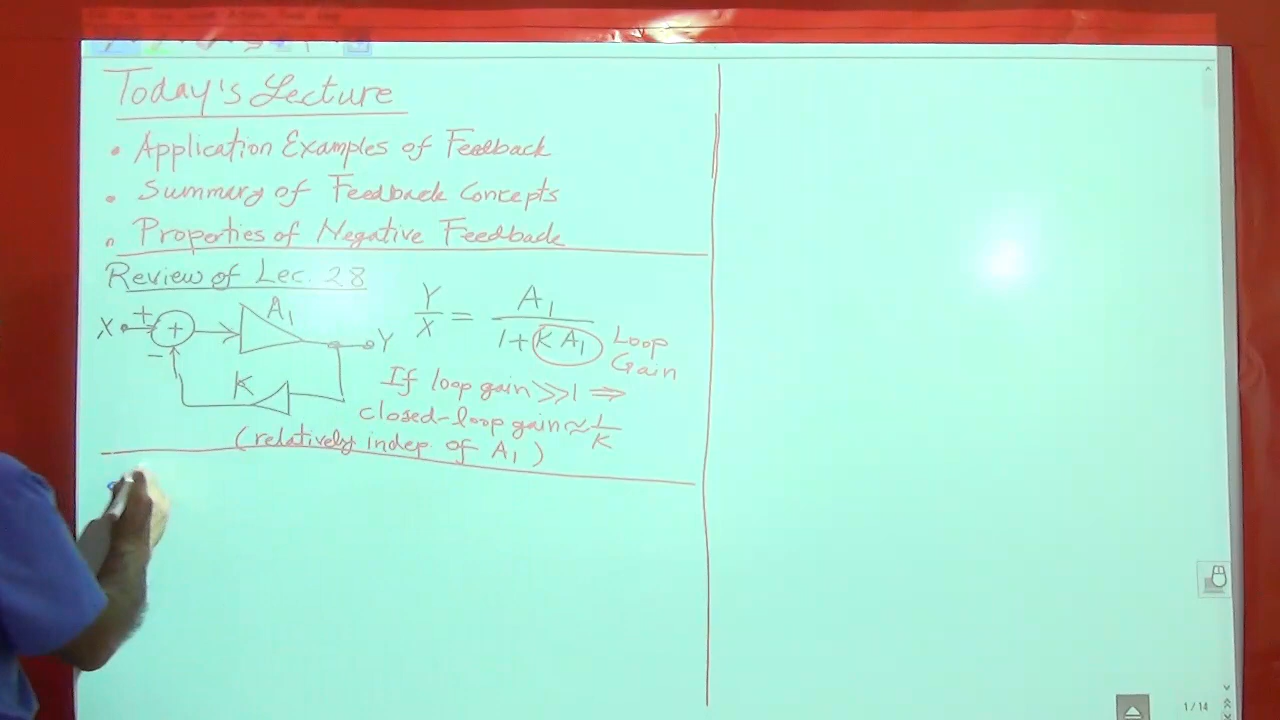 Today's Lecture
• Application Examples of Feedback
• Summary of Feedback Concepts
• Properties of Negative Feedback
Review of Lec. 28
X + + − A1 Y K
Y/X = A1/(1+KA1) Loop Gain
If loop gain ≫ 1 ⇒
closed-loop gain ≈ 1/K
(relatively indep. of A1)
1/14